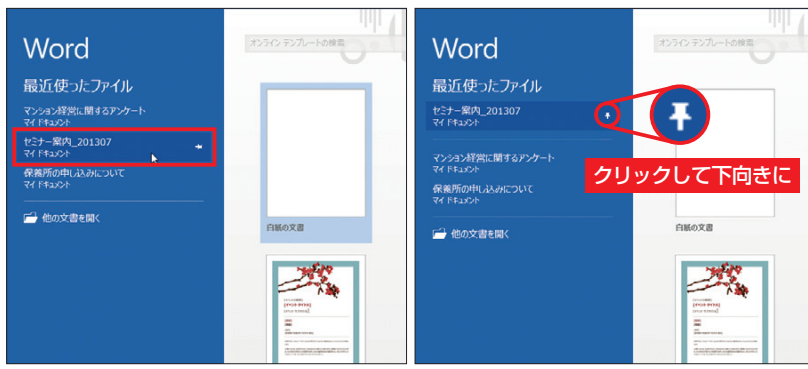 Word
最近使ったファイル
マンション経営に関するアンケート
マイ ドキュメント
セミナー案内_201307
マイ ドキュメント
保養所の申し込みについて
マイ ドキュメント
他の文書を開く
オンライン テンプレートの検索
白紙の文書
Word
最近使ったファイル
セミナー案内_201307
マイ ドキュメント
マンション経営に関するアンケート
マイ ドキュメント
保養所の申し込みについて
マイ ドキュメント
他の文書を開く
オンライン テンプレートの検索
クリックして下向きに
白紙の文書